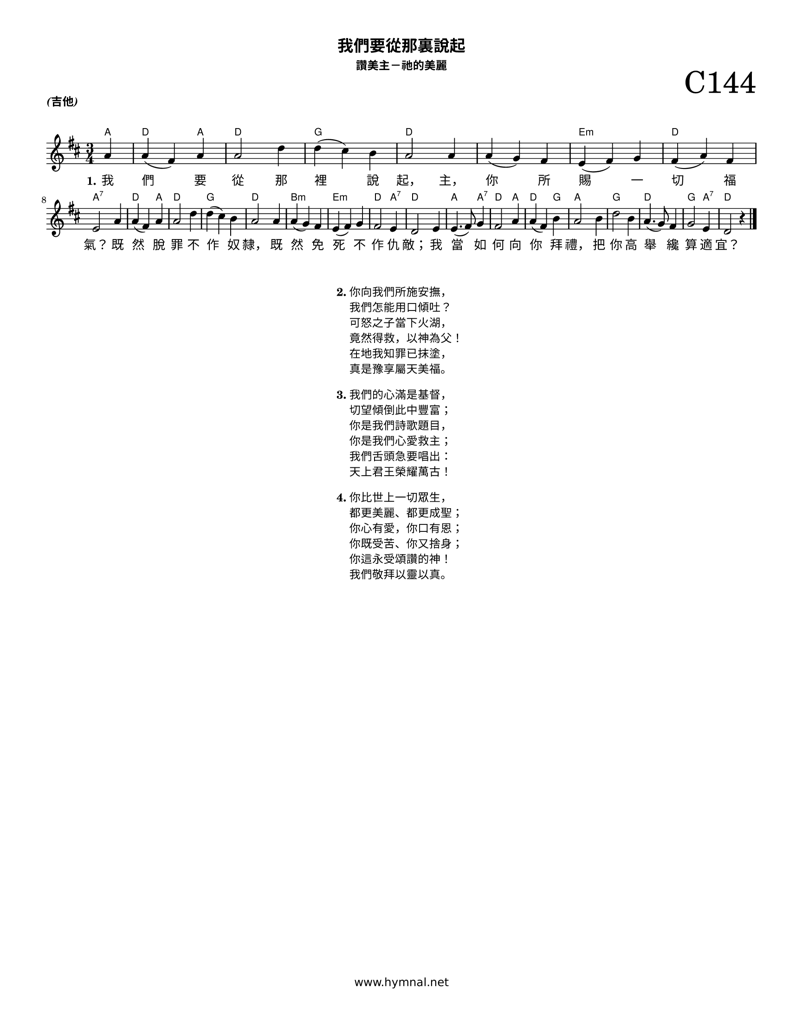 我們要從那裏說起
讚美主－祂的美麗
C144
(吉他)
A D A D G D Em D
3
4
1. 我 們 要 從 那 裡 說 起， 主， 你 所 賜 一 切 福
8
A7 D A D G D Bm Em D A7 D A A7 D A D G A G D G A7 D
氣？既 然 脫 罪 不 作 奴 隸，既 然 免 死 不 作 仇 敵；我 當 如 何 向 你 拜 禮，把 你 高 舉 纔 算 適 宜？
2. 你向我們所施安撫，
我們怎能用口傾吐？
可怒之子當下火湖，
竟然得救，以神為父！
在地我知罪已抹塗，
真是豫享屬天美福。
3. 我們的心滿是基督，
切望傾倒此中豐富；
你是我們詩歌題目，
你是我們心愛救主；
我們舌頭急要唱出：
天上君王榮耀萬古！
4. 你比世上一切眾生，
都更美麗、都更成聖；
你心有愛，你口有恩；
你既受苦、你又捨身；
你這永受頌讚的神！
我們敬拜以靈以真。
www.hymnal.net